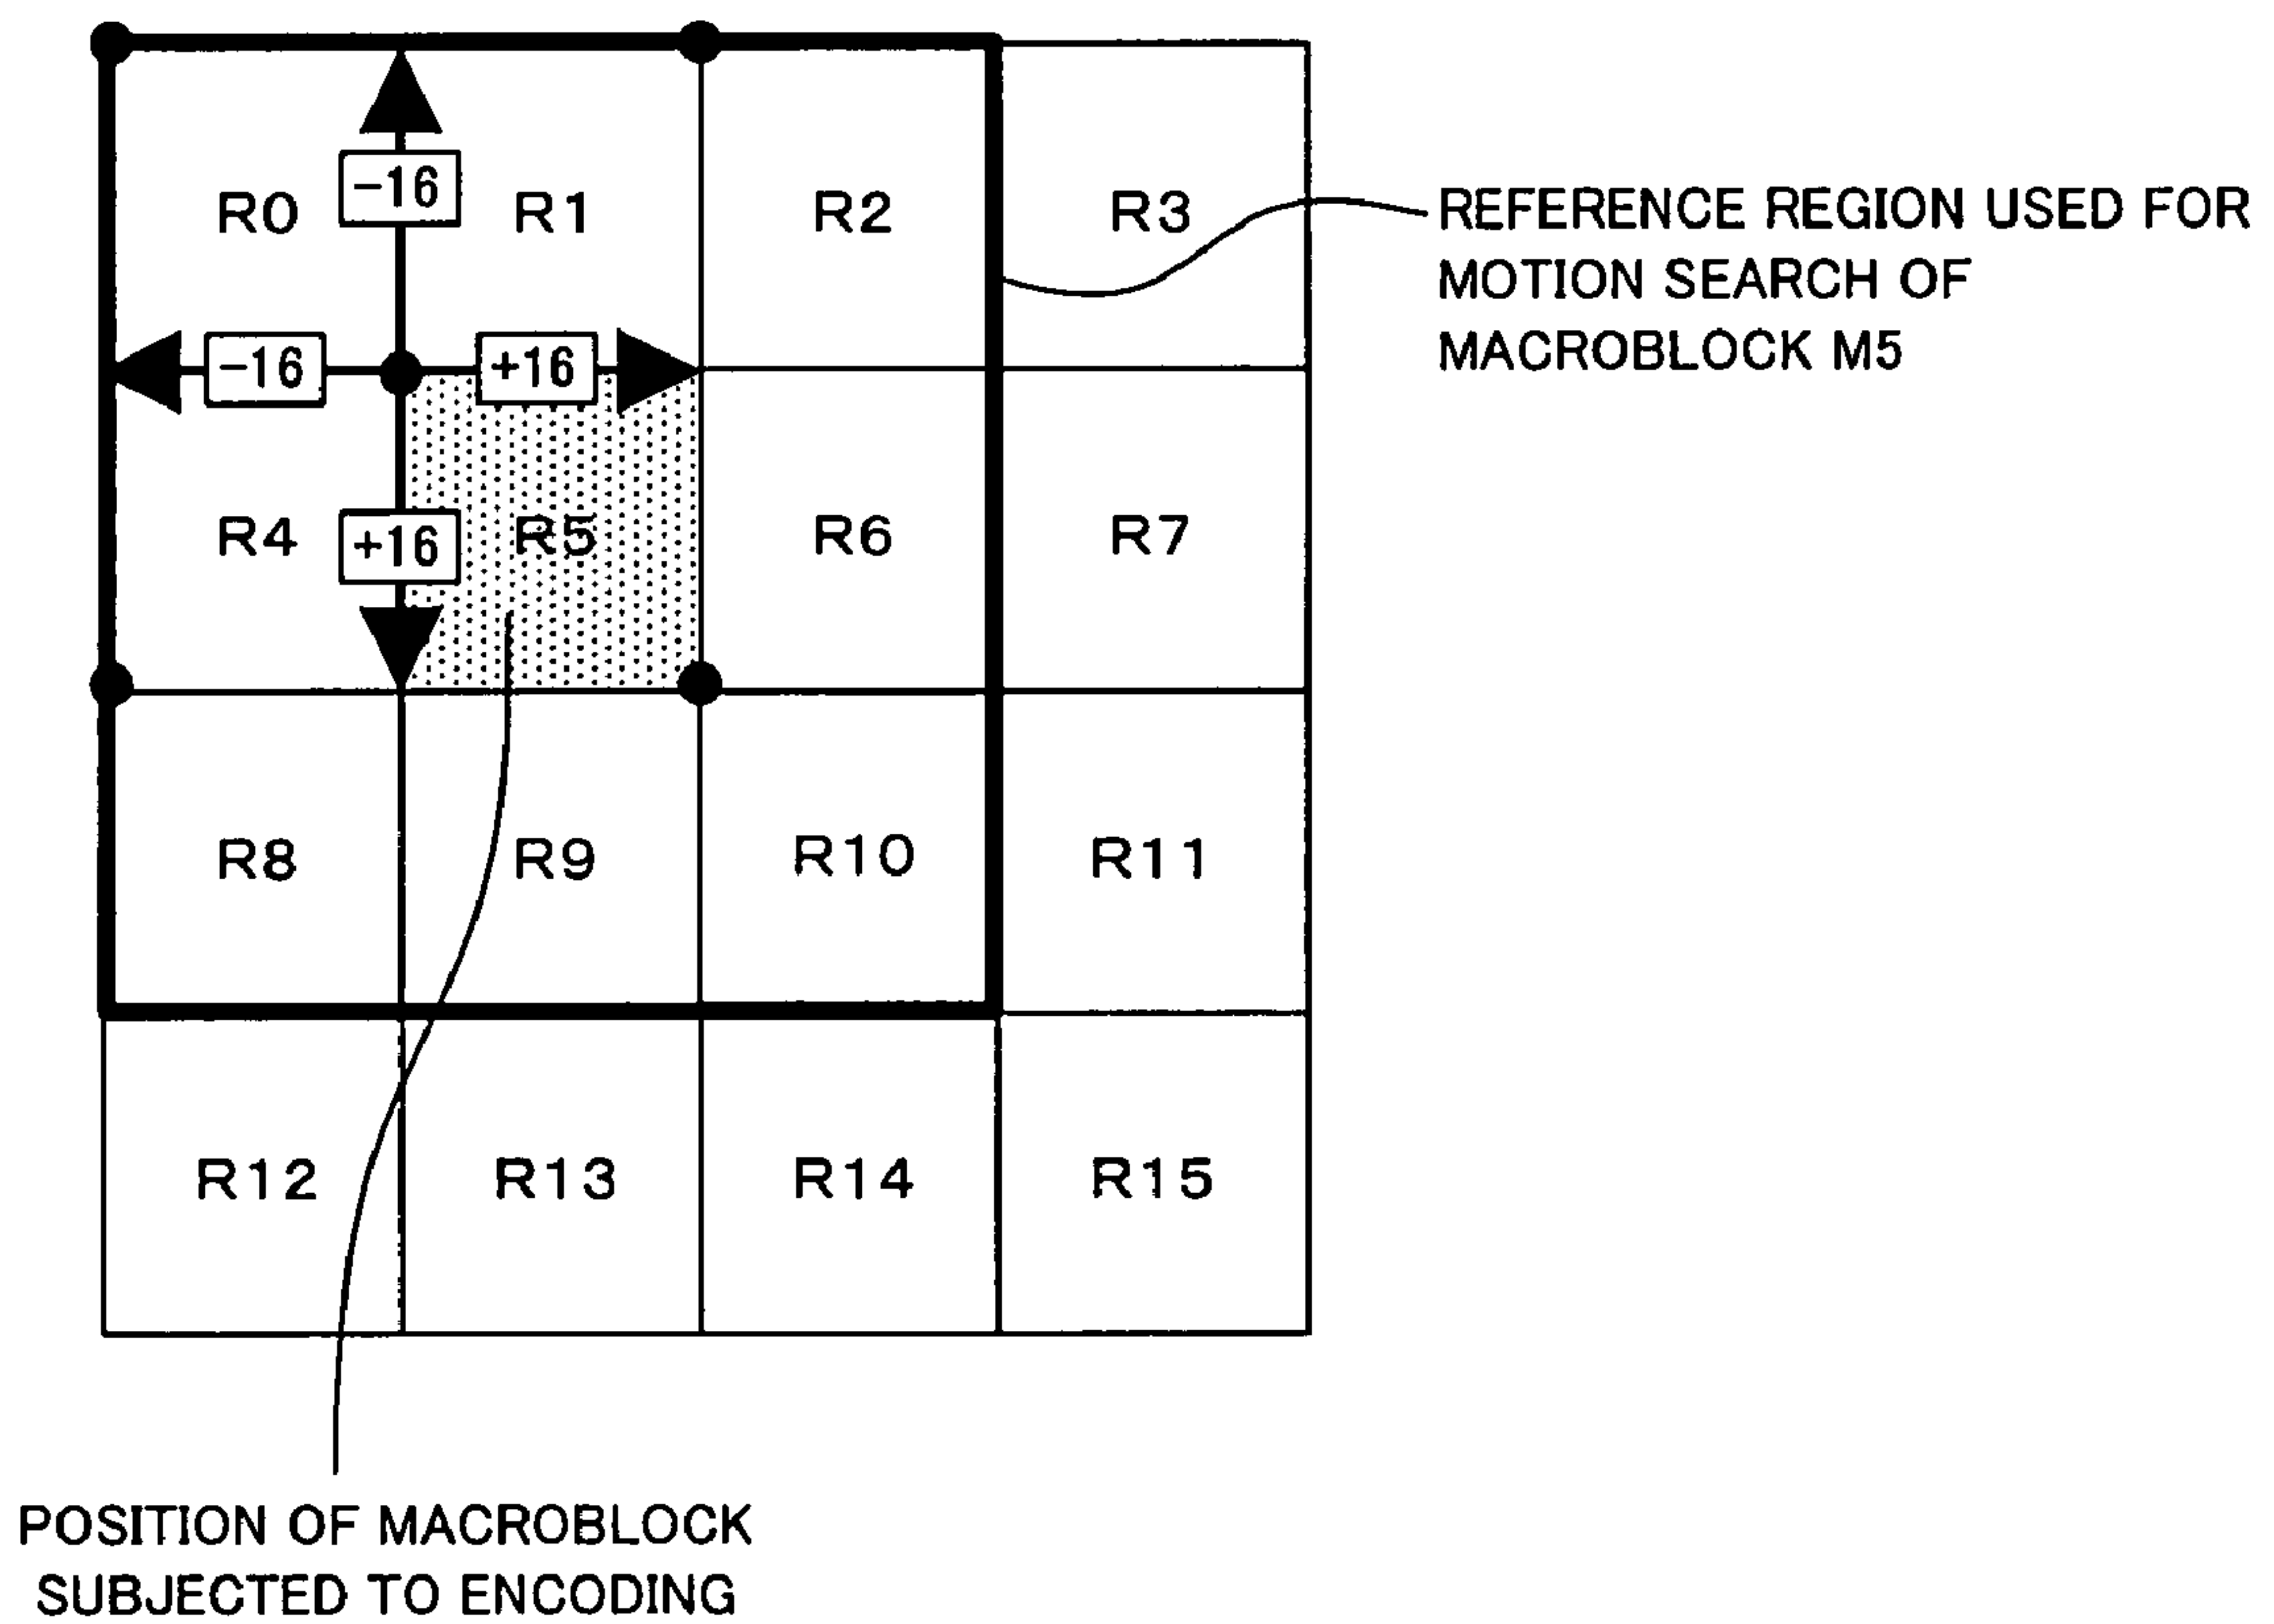 -16
R0
R1
R2
R3
REFERENCE REGION USED FOR
MOTION SEARCH OF
MACROBLOCK M5
-16
+16
R4
+16
R5
R6
R7
R8
R9
R10
R11
R12
R13
R14
R15
POSITION OF MACROBLOCK
SUBJECTED TO ENCODING